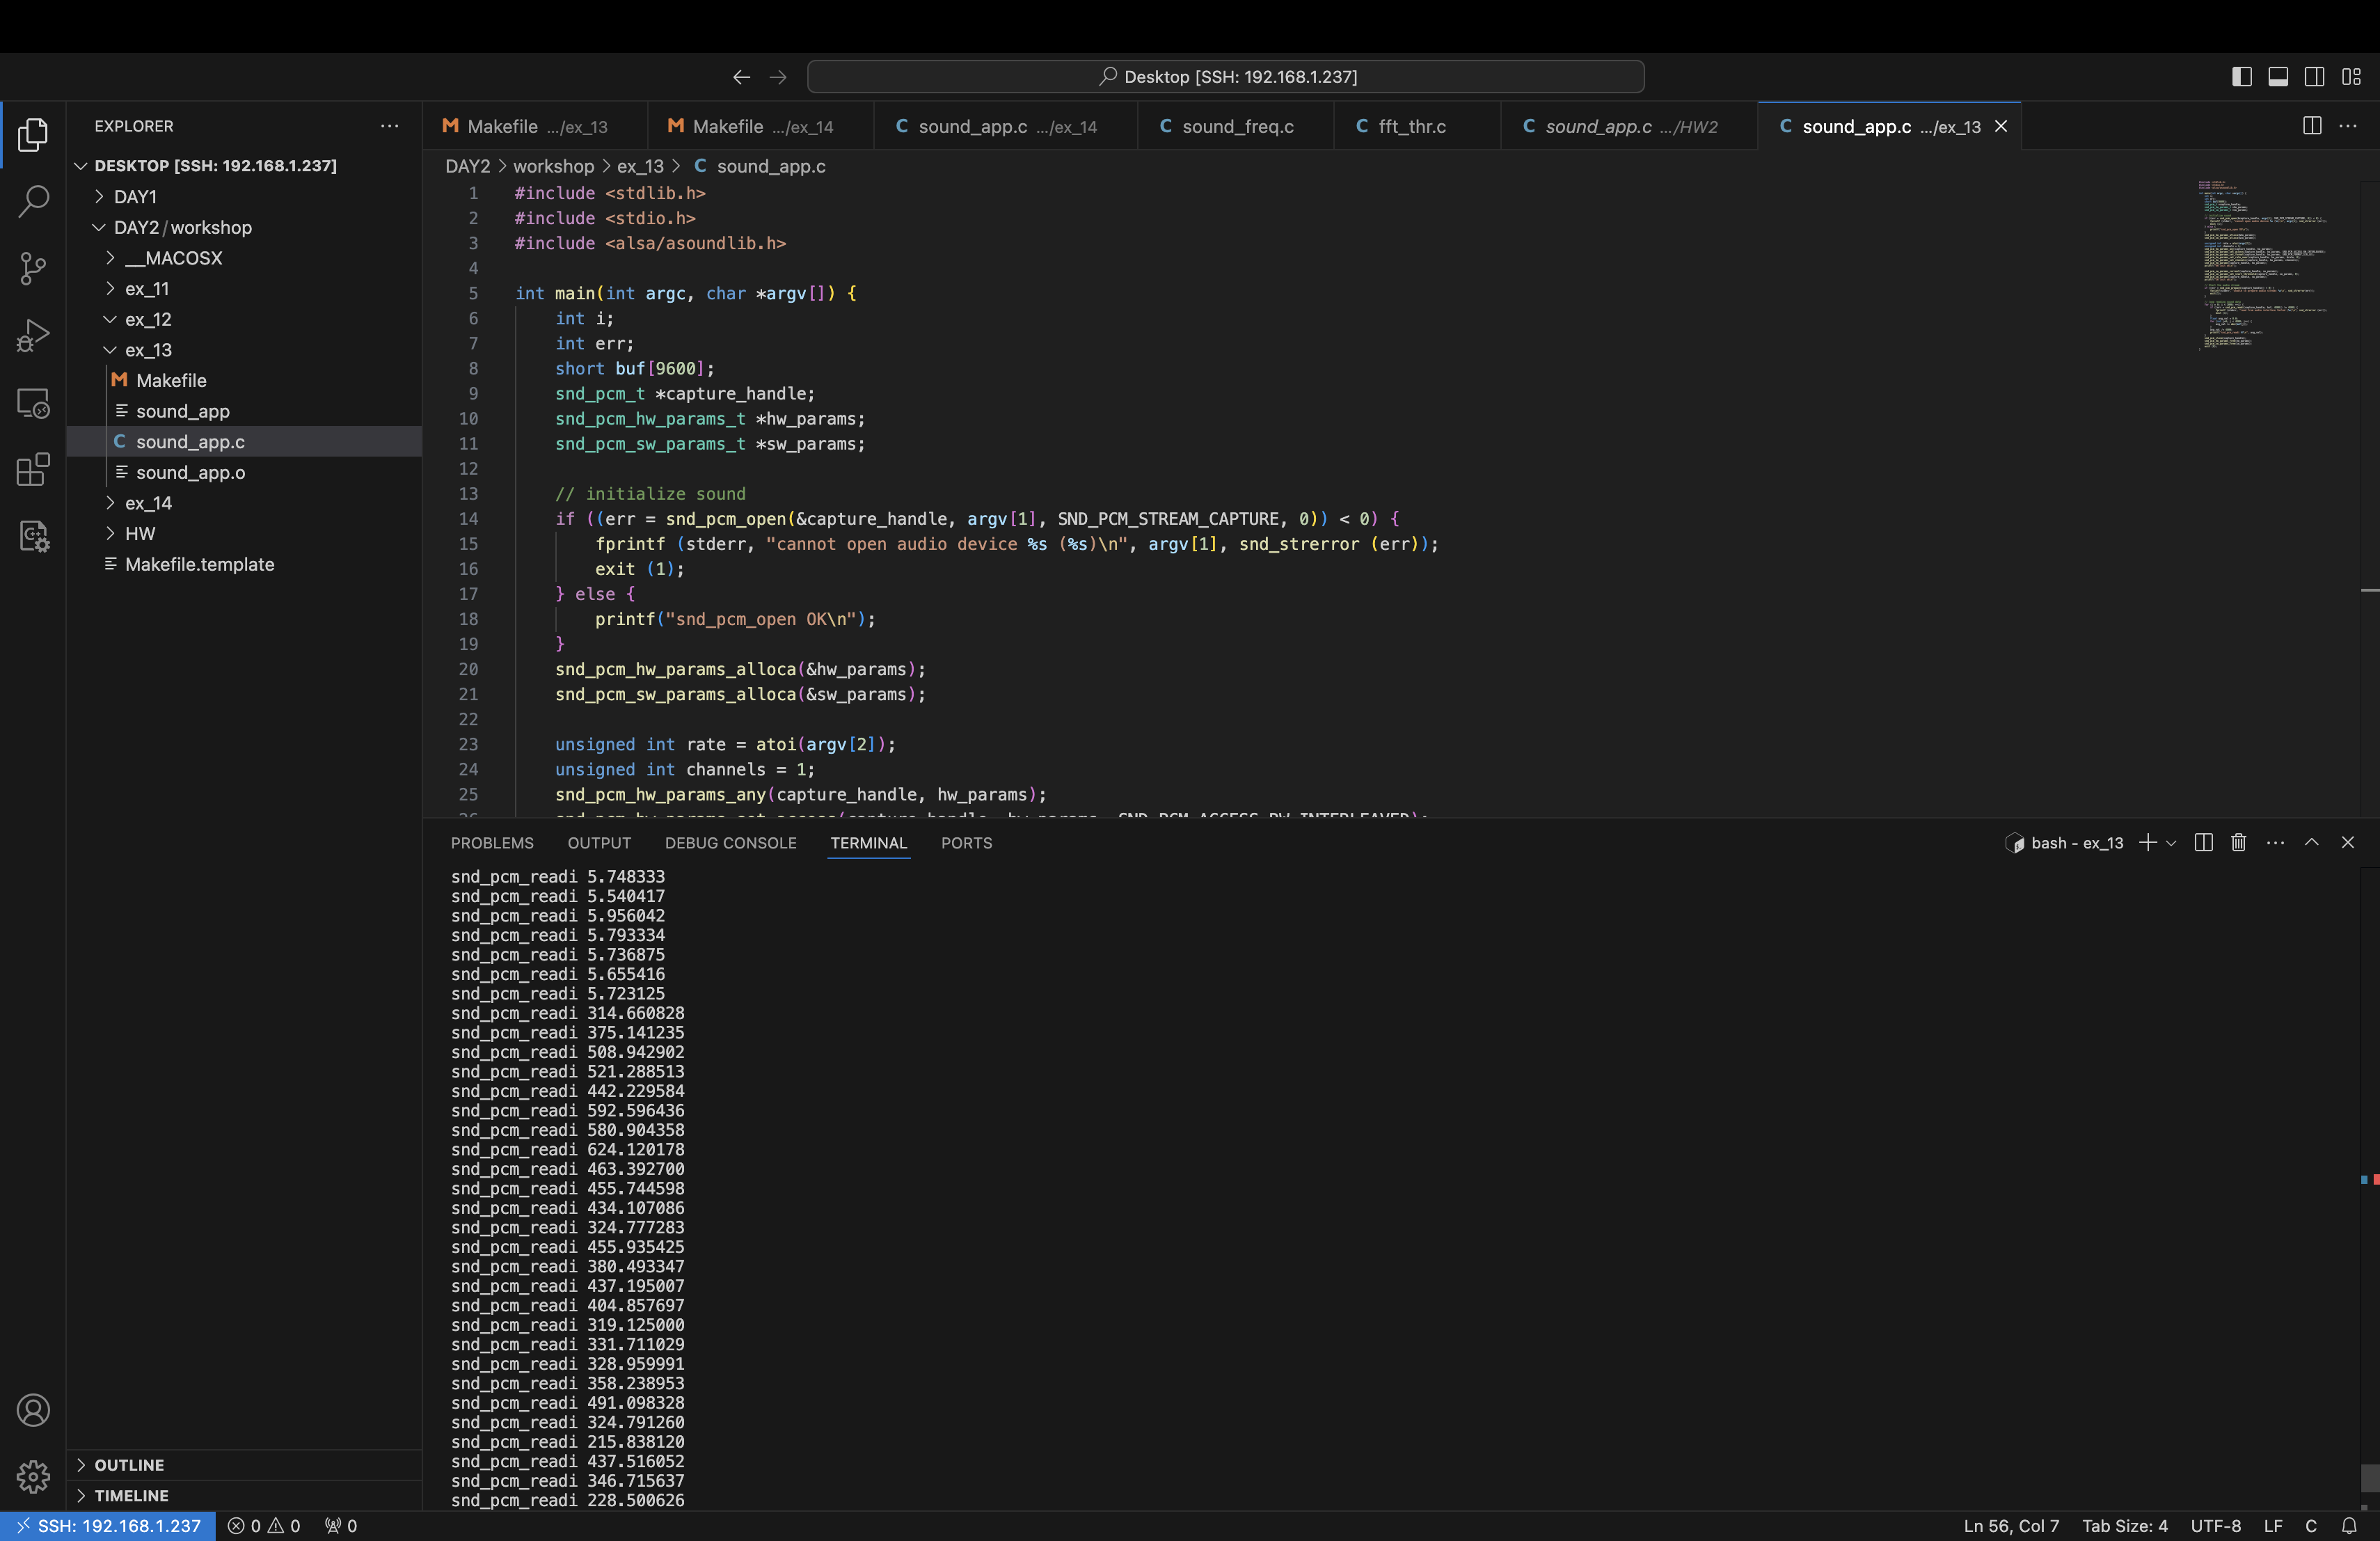 Desktop [SSH: 192.168.1.237]
EXPLORER
DESKTOP [SSH: 192.168.1.237]
DAY1
DAY2 / workshop
__MACOSX
ex_11
ex_12
ex_13
M Makefile
sound_app
C sound_app.c
sound_app.o
ex_14
HW
Makefile.template
OUTLINE
TIMELINE
M Makefile .../ex_13
M Makefile .../ex_14
C sound_app.c .../ex_14
C sound_freq.c
C fft_thr.c
C sound_app.c .../HW2
C sound_app.c .../ex_13
DAY2 > workshop > ex_13 > C sound_app.c
1 #include <stdlib.h>
2 #include <stdio.h>
3 #include <alsa/asoundlib.h>
4
5 int main(int argc, char *argv[]) {
6 int i;
7 int err;
8 short buf[9600];
9 snd_pcm_t *capture_handle;
10 snd_pcm_hw_params_t *hw_params;
11 snd_pcm_sw_params_t *sw_params;
12
13 // initialize sound
14 if ((err = snd_pcm_open(&capture_handle, argv[1], SND_PCM_STREAM_CAPTURE, 0)) < 0) {
15 fprintf (stderr, "cannot open audio device %s (%s)\n", argv[1], snd_strerror (err));
16 exit (1);
17 } else {
18 printf("snd_pcm_open OK\n");
19 }
20 snd_pcm_hw_params_alloca(&hw_params);
21 snd_pcm_sw_params_alloca(&sw_params);
22
23 unsigned int rate = atoi(argv[2]);
24 unsigned int channels = 1;
25 snd_pcm_hw_params_any(capture_handle, hw_params);
PROBLEMS OUTPUT DEBUG CONSOLE TERMINAL PORTS
bash - ex_13
snd_pcm_readi 5.748333
snd_pcm_readi 5.540417
snd_pcm_readi 5.956042
snd_pcm_readi 5.793334
snd_pcm_readi 5.736875
snd_pcm_readi 5.655416
snd_pcm_readi 5.723125
snd_pcm_readi 314.660828
snd_pcm_readi 375.141235
snd_pcm_readi 508.942902
snd_pcm_readi 521.288513
snd_pcm_readi 442.229584
snd_pcm_readi 592.596436
snd_pcm_readi 580.904358
snd_pcm_readi 624.120178
snd_pcm_readi 463.392700
snd_pcm_readi 455.744598
snd_pcm_readi 434.107086
snd_pcm_readi 324.777283
snd_pcm_readi 455.935425
snd_pcm_readi 380.493347
snd_pcm_readi 437.195007
snd_pcm_readi 404.857697
snd_pcm_readi 319.125000
snd_pcm_readi 331.711029
snd_pcm_readi 328.959991
snd_pcm_readi 358.238953
snd_pcm_readi 491.098328
snd_pcm_readi 324.791260
snd_pcm_readi 215.838120
snd_pcm_readi 437.516052
snd_pcm_readi 346.715637
snd_pcm_readi 228.500626
SSH: 192.168.1.237 0 0 0
Ln 56, Col 7 Tab Size: 4 UTF-8 LF C